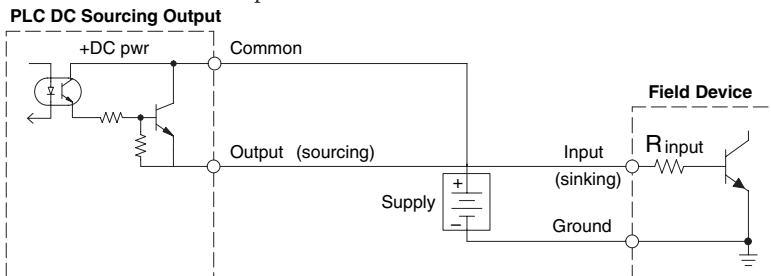 PLC DC Sourcing Output
+DC pwr
Common
Field Device
Output (sourcing)
Input
(sinking)
R input
+
Supply
–
Ground